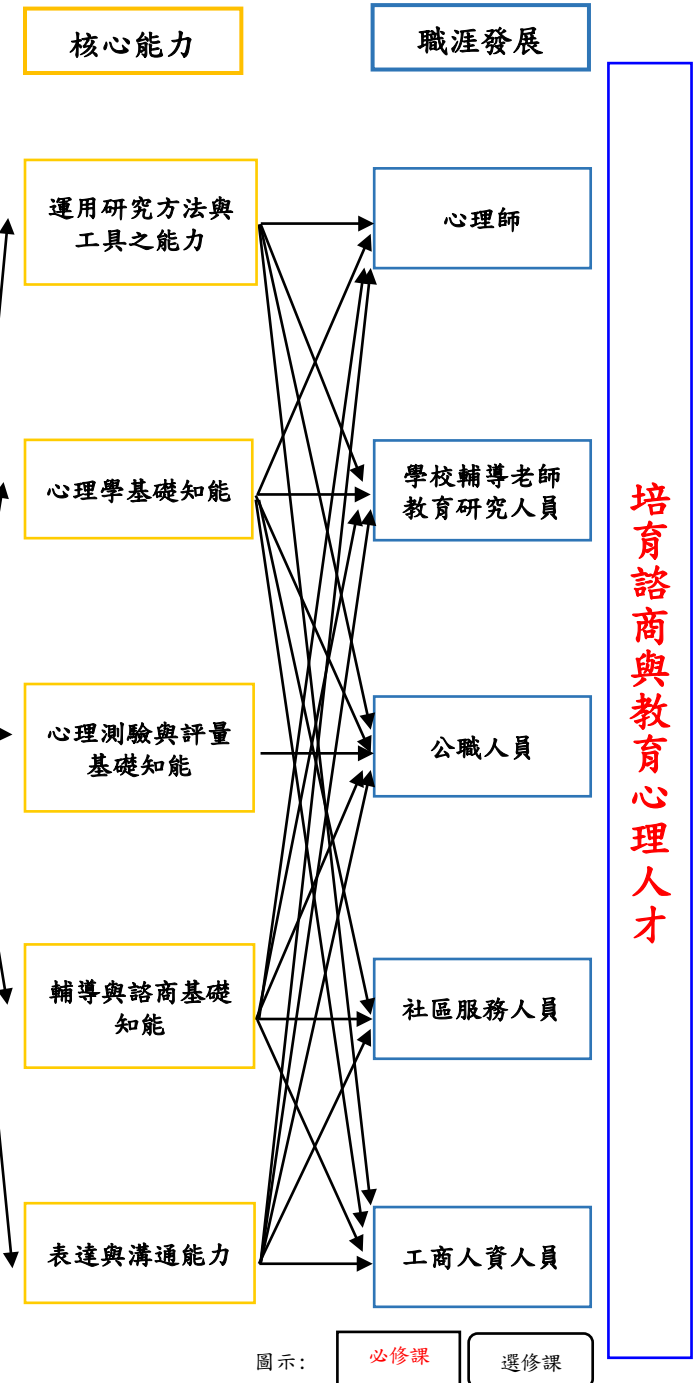 核心能力
職涯發展
運用研究方法與
工具之能力
心理師
心理學基礎知能
學校輔導老師
教育研究人員
心理測驗與評量
基礎知能
公職人員
輔導與諮商基礎
知能
社區服務人員
表達與溝通能力
工商人資人員
培育諮商與教育心理人才
圖示：
必修課
選修課